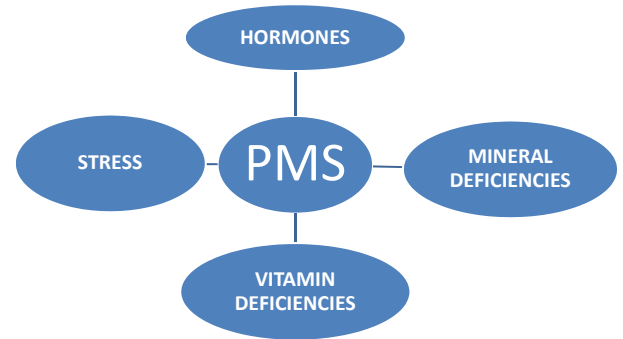 HORMONES
STRESS
PMS
MINERAL
DEFICIENCIES
VITAMIN
DEFICIENCIES